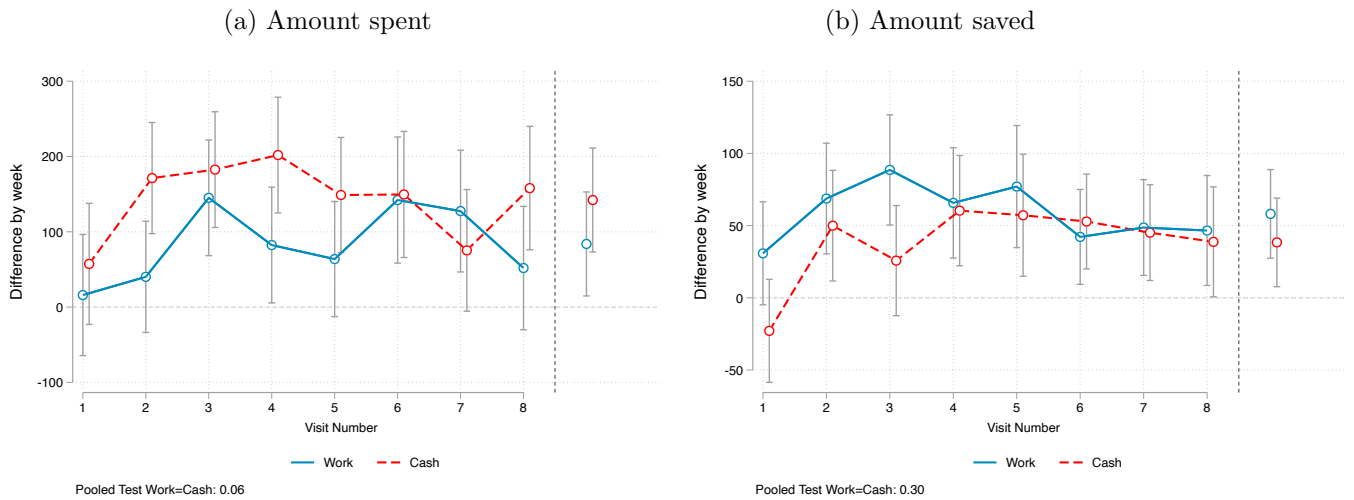 (a) Amount spent
300
200
100
0
-100
Difference by week
1 2 3 4 5 6 7 8
Visit Number
Work Cash
Pooled Test Work=Cash: 0.06
(b) Amount saved
150
100
50
0
-50
Difference by week
1 2 3 4 5 6 7 8
Visit Number
Work Cash
Pooled Test Work=Cash: 0.30